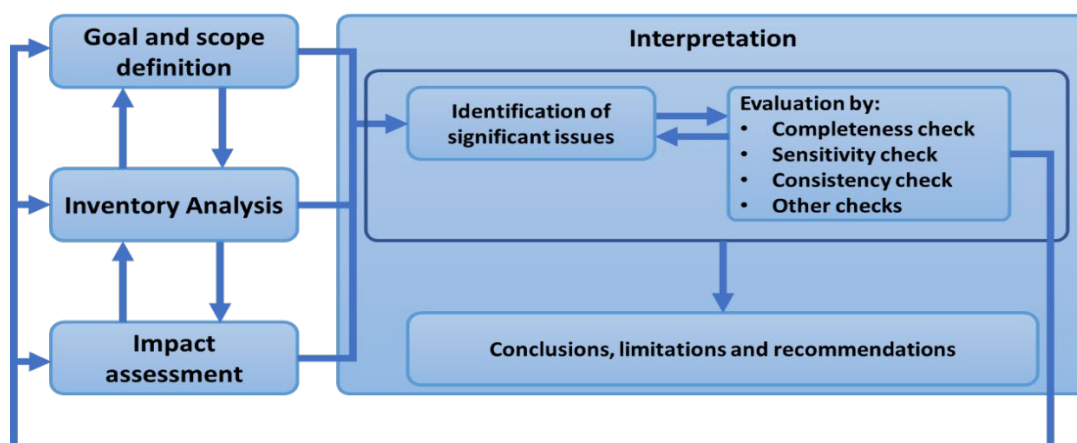 Goal and scope
definition
Inventory Analysis
Impact
assessment
Interpretation
Identification of
significant issues
Evaluation by:
• Completeness check
• Sensitivity check
• Consistency check
• Other checks
Conclusions, limitations and recommendations